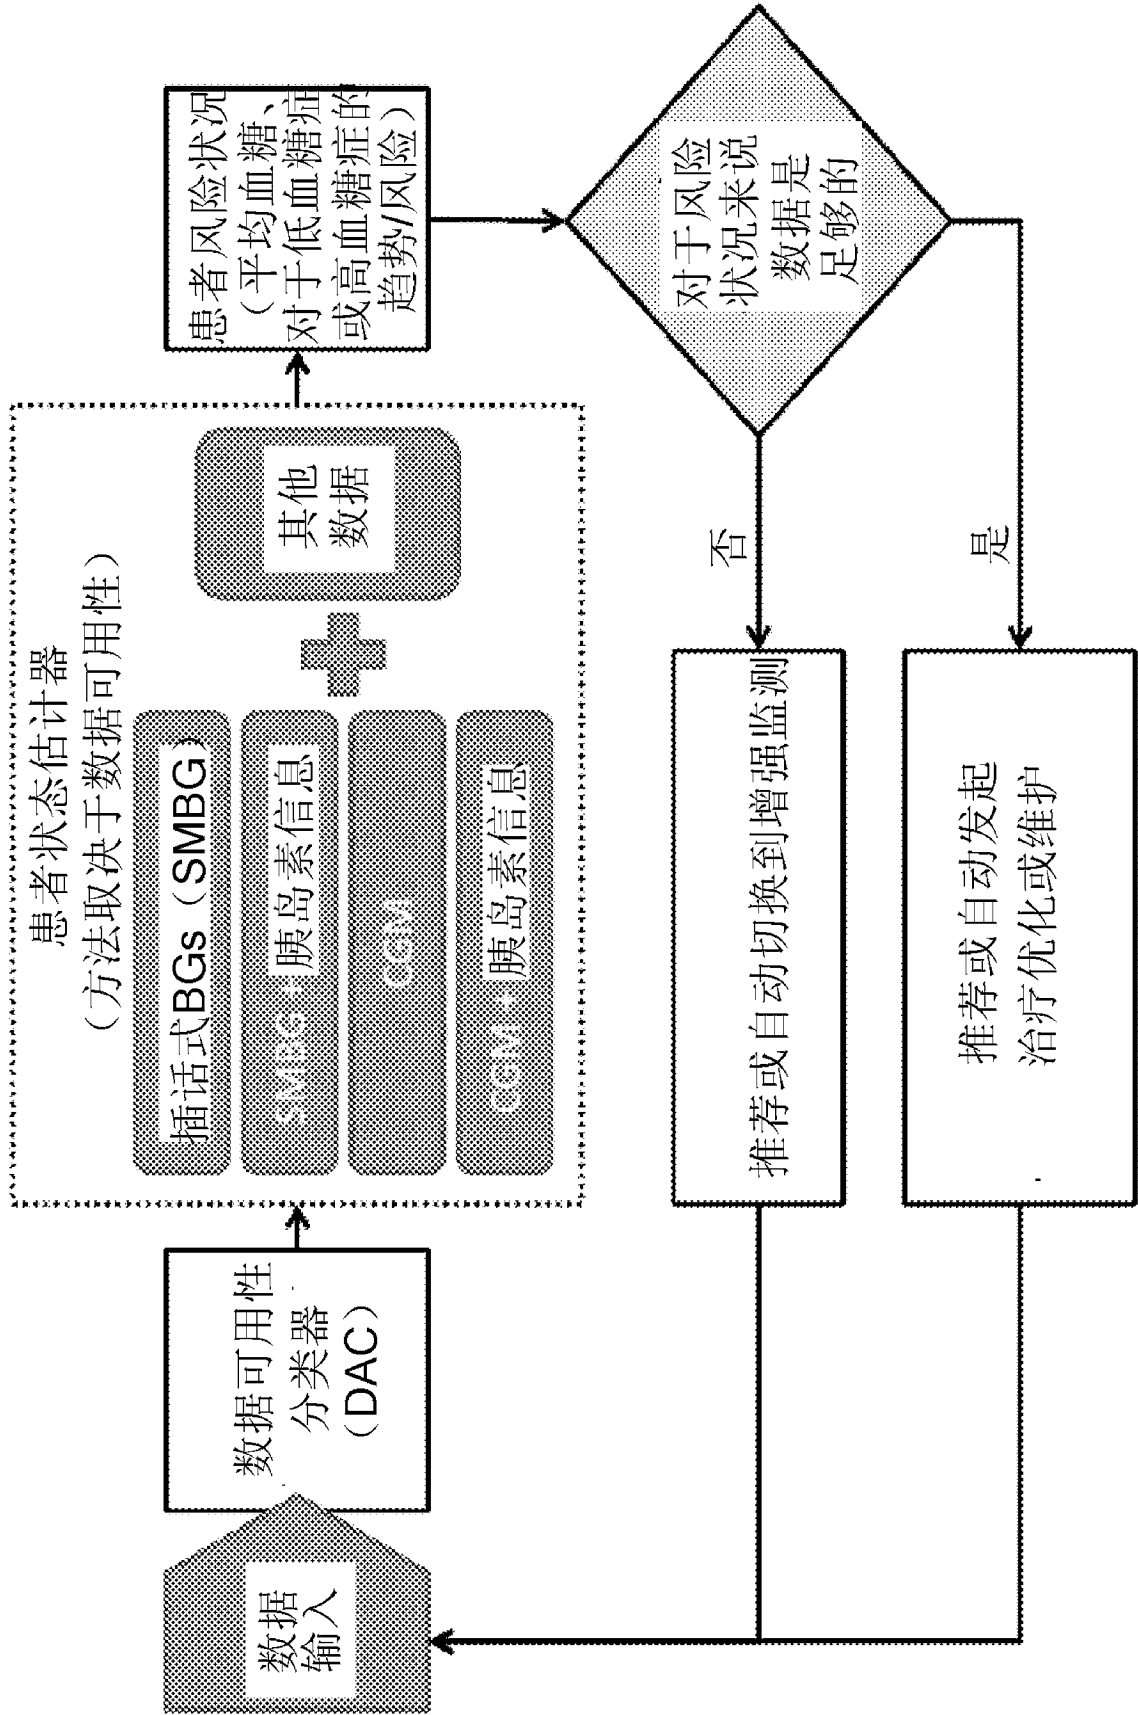 数据
输入
数据可用性
分类器
（DAC）
患者状态估计器
（方法取决于数据可用性）
插话式BGs（SMBG）
SMBG+胰岛素信息
CGM
CGM+胰岛素信息
其他
数据
患者风险状况
（平均血糖、
对于低血糖症
或高血糖症的
趋势/风险）
对于风险
状况来说
数据是
足够的
否
是
推荐或自动切换到增强监测
推荐或自动发起
治疗优化或维护